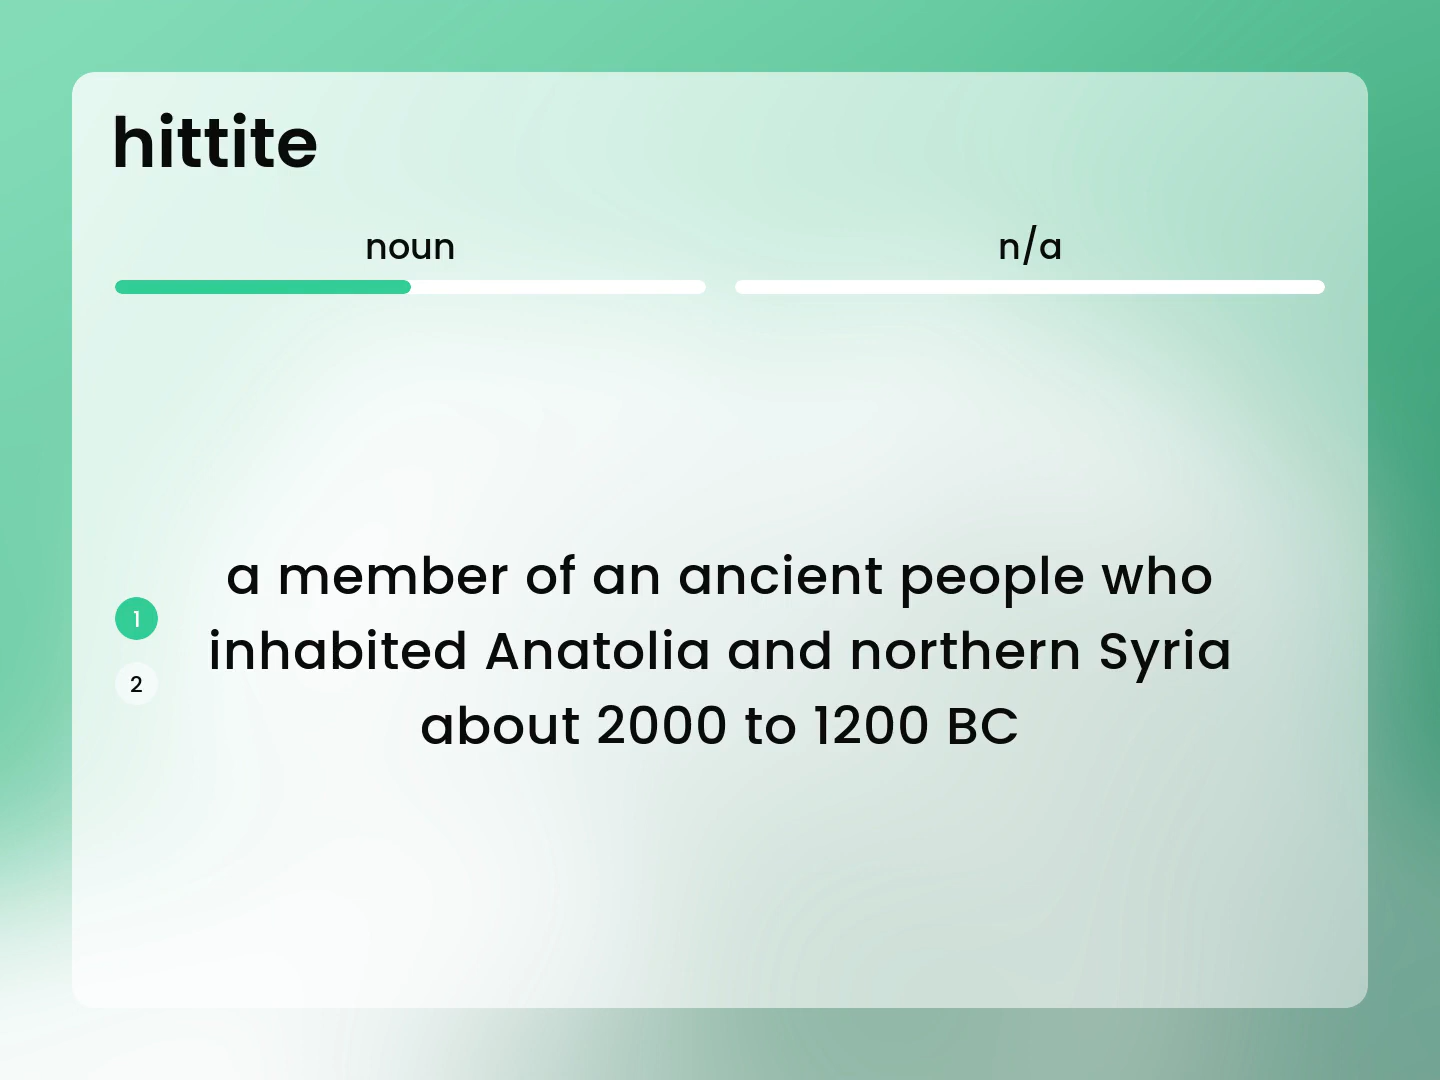 hittite
noun
n/a
a member of an ancient people who
1
inhabited Anatolia and northern Syria
2
about 2000 to 1200 BC